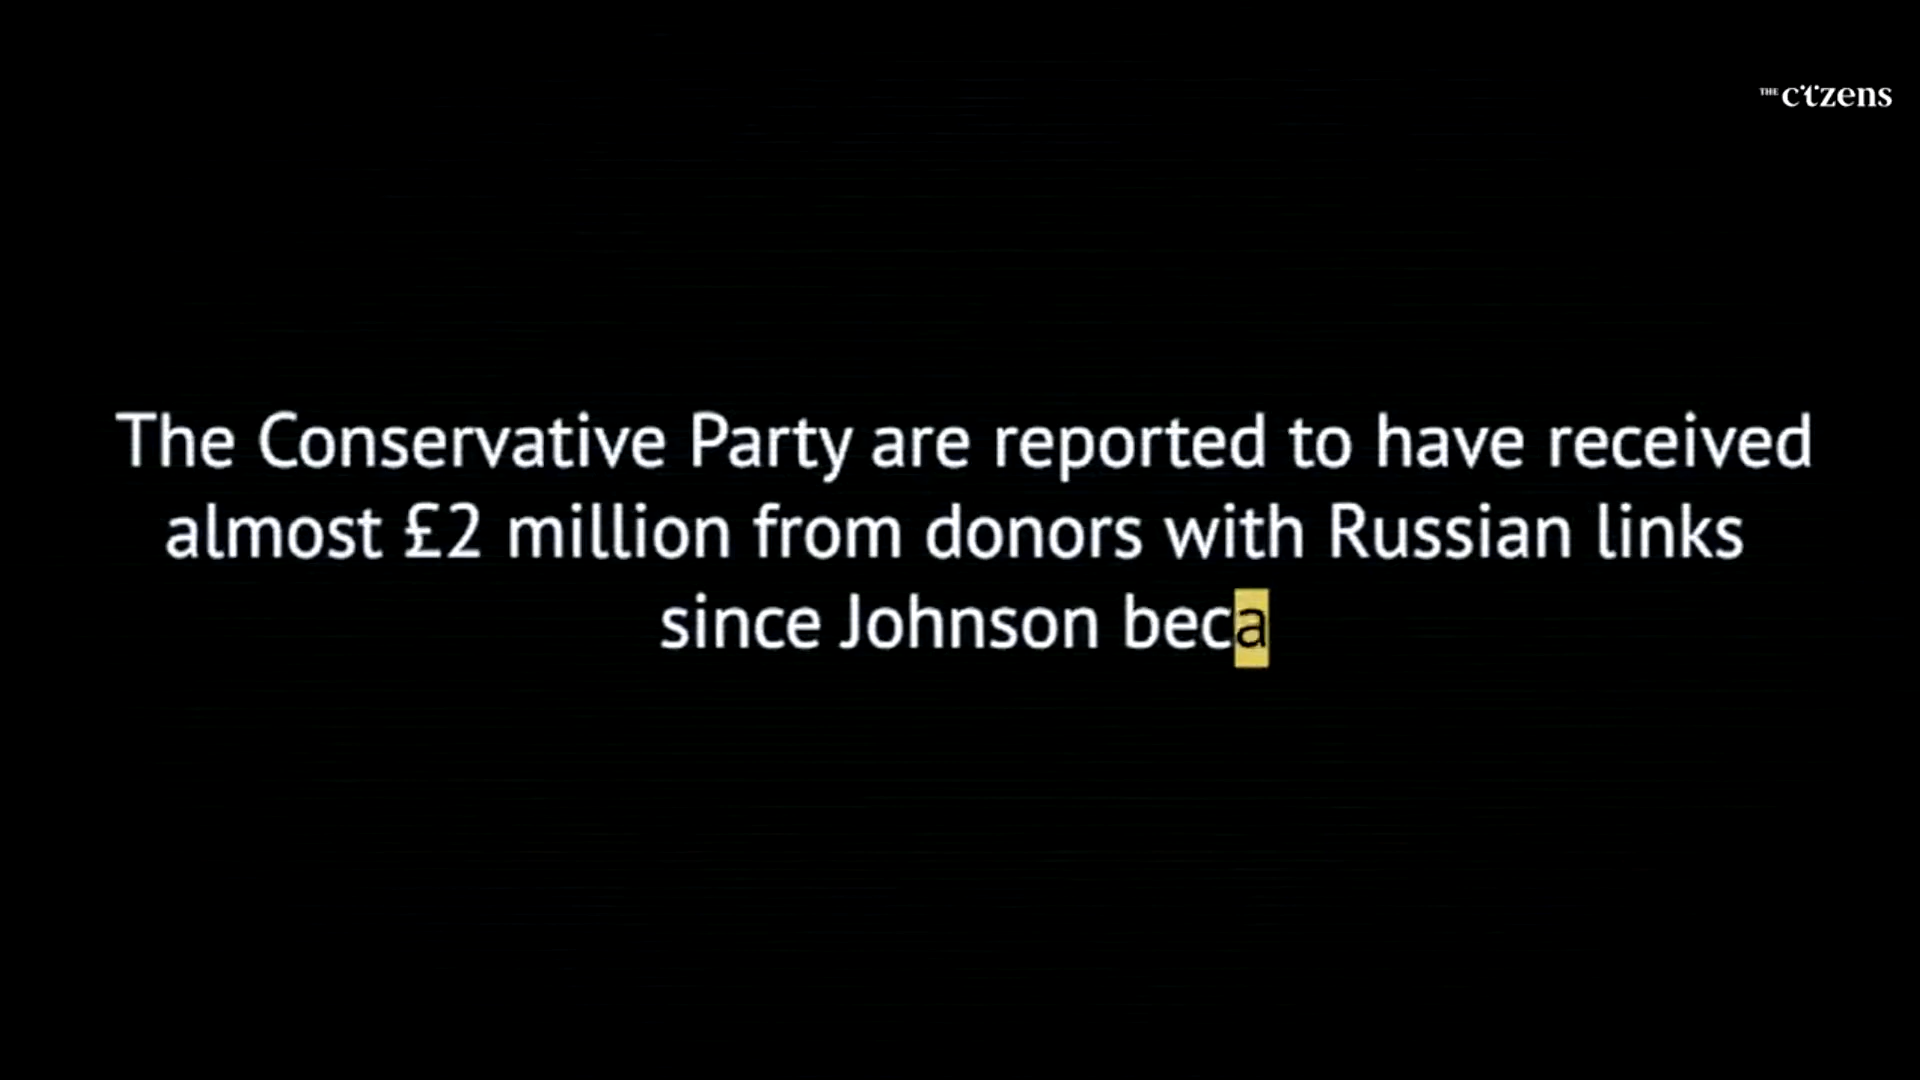 THE citizens
The Conservative Party are reported to have received
almost £2 million from donors with Russian links
since Johnson beca